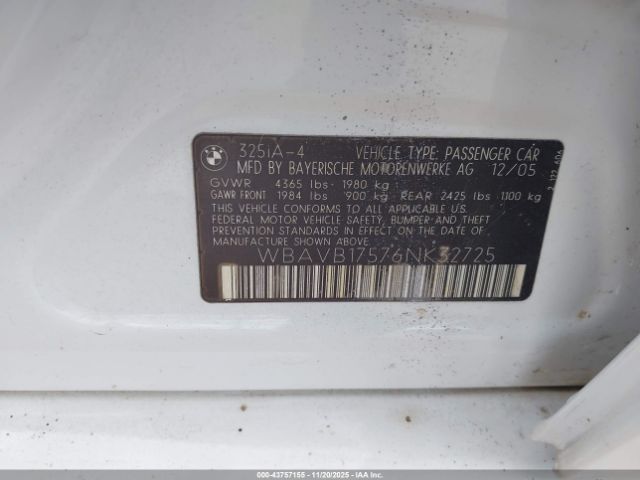 BMW
325iA-4 VEHICLE TYPE: PASSENGER CAR
MFD BY BAYERISCHE MOTORENWERKE AG 12/05
GVWR 4365 lbs - 1980 kg
GAWR FRONT 1984 lbs 900 kg - REAR 2425 lbs 1100 kg
THIS VEHICLE CONFORMS TO ALL APPLICABLE
FEDERAL MOTOR VEHICLE SAFETY, BUMPER AND THEFT
PREVENTION STANDARDS IN EFFECT ON THE DATE
OF MANUFACTURE SHOWN ABOVE.
WBAVB17576NK32725
000-43757155 - 11/20/2025 - IAAI.COM